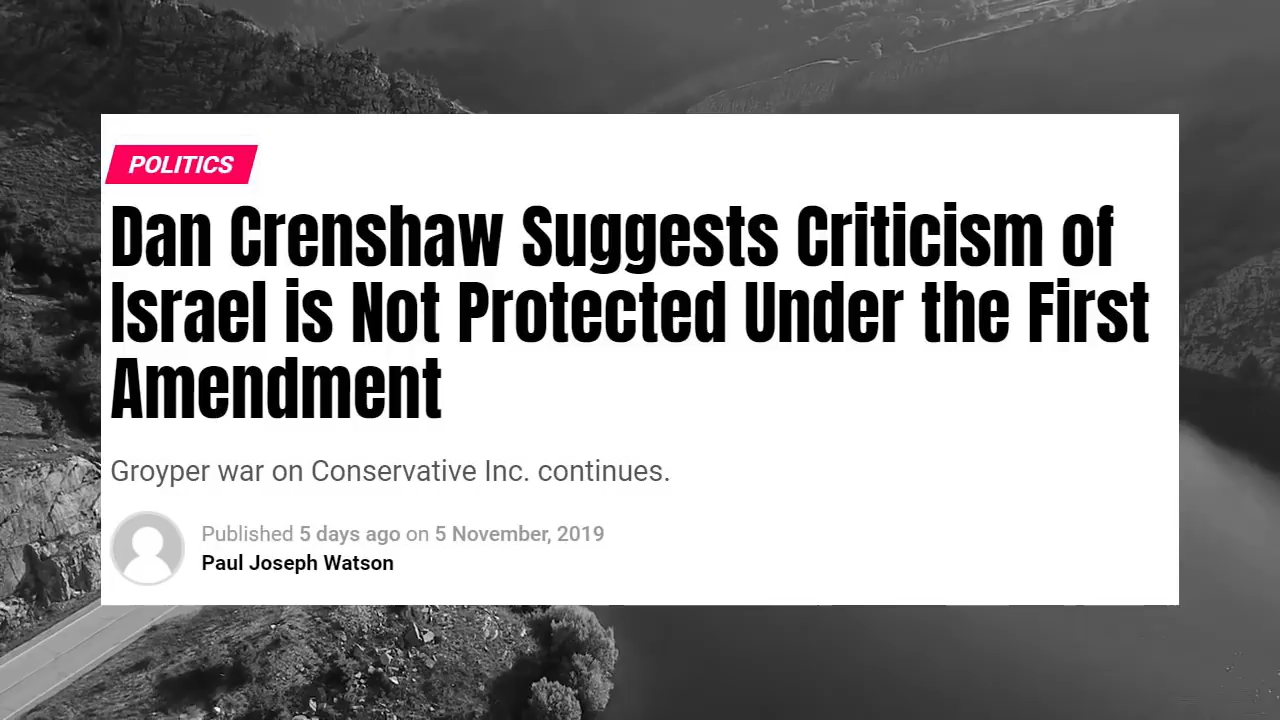 POLITICS
Dan Crenshaw Suggests Criticism of
Israel is Not Protected Under the First
Amendment
Groyper war on Conservative Inc. continues.
Published 5 days ago on 5 November, 2019
Paul Joseph Watson